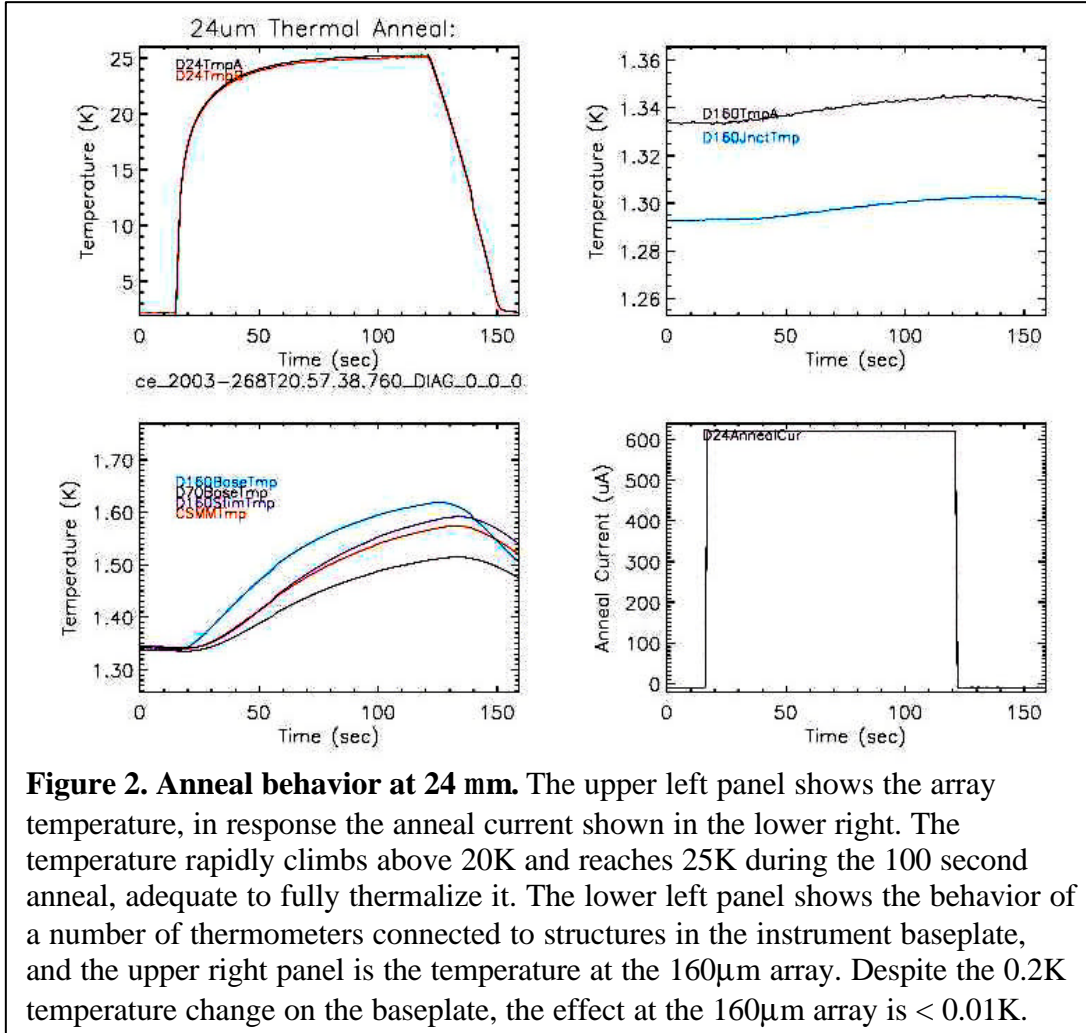 24um Thermal Anneal:
25
20
15
10
5
Temperature (K)
D24TmpA
D24TmpB
0 50 100 150
Time (sec)
ce_2003-268T20.57.38.760_DIAG_0_0_0
1.36
1.34
1.32
1.30
1.28
1.26
Temperature (K)
D160TmpA
D160JnctTmp
0 50 100 150
Time (sec)
1.70
1.60
1.50
1.40
1.30
Temperature (K)
D160BaseTmp
D70BaseTmp
D160StimTmp
CSMMTmp
0 50 100 150
Time (sec)
600
400
300
200
100
0
Anneal Current (uA)
D24AnnealCur
0 50 100 150
Time (sec)
Figure 2. Anneal behavior at 24 mm. The upper left panel shows the array
temperature, in response the anneal current shown in the lower right. The
temperature rapidly climbs above 20K and reaches 25K during the 100 second
anneal, adequate to fully thermalize it. The lower left panel shows the behavior of
a number of thermometers connected to structures in the instrument baseplate,
and the upper right panel is the temperature at the 160μm array. Despite the 0.2K
temperature change on the baseplate, the effect at the 160μm array is < 0.01K.